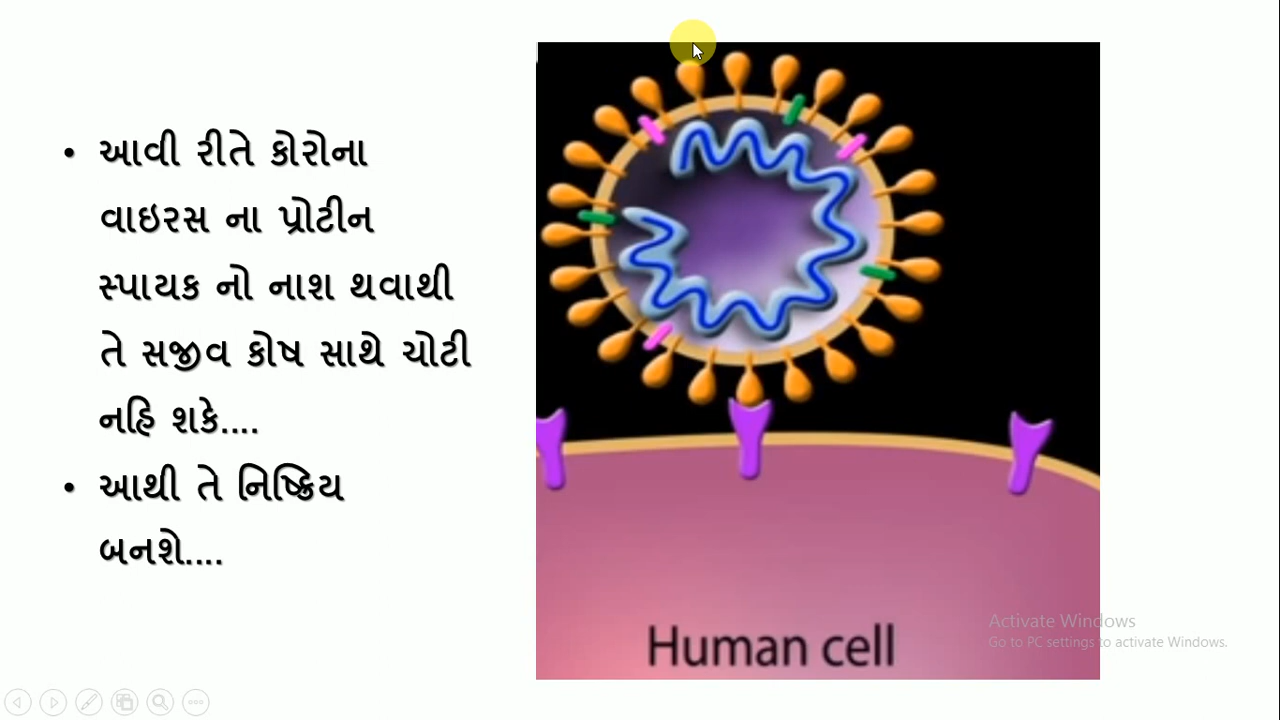 • આવી રીતે કોરોના
વાઇરસ ના પ્રોટીન
સ્પાયક નો નાશ થવાથી
તે સજીવ કોષ સાથે ચોટી
નહિ શકે....
• આથી તે નિષ્ક્રિય
બનશે....
Human cell
Activate Windows
Go to PC settings to activate Windows.